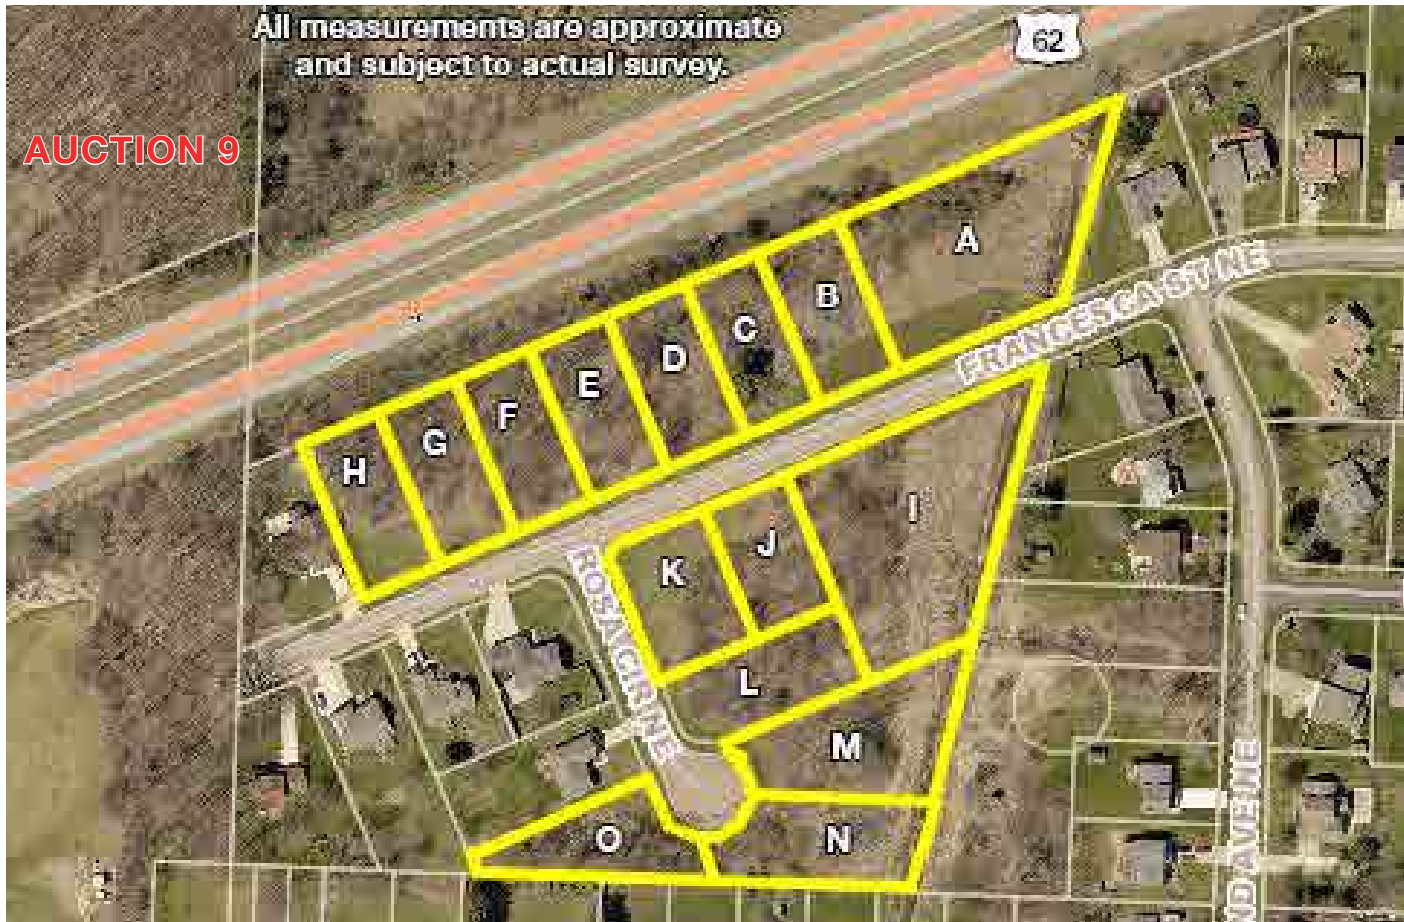 All measurements are approximate
and subject to actual survey.
62
AUCTION 9
A
B
C
D
E
F
G
H
FRANCESCA ST NE
I
J
K
L
ROSA CIR NE
M
N
O